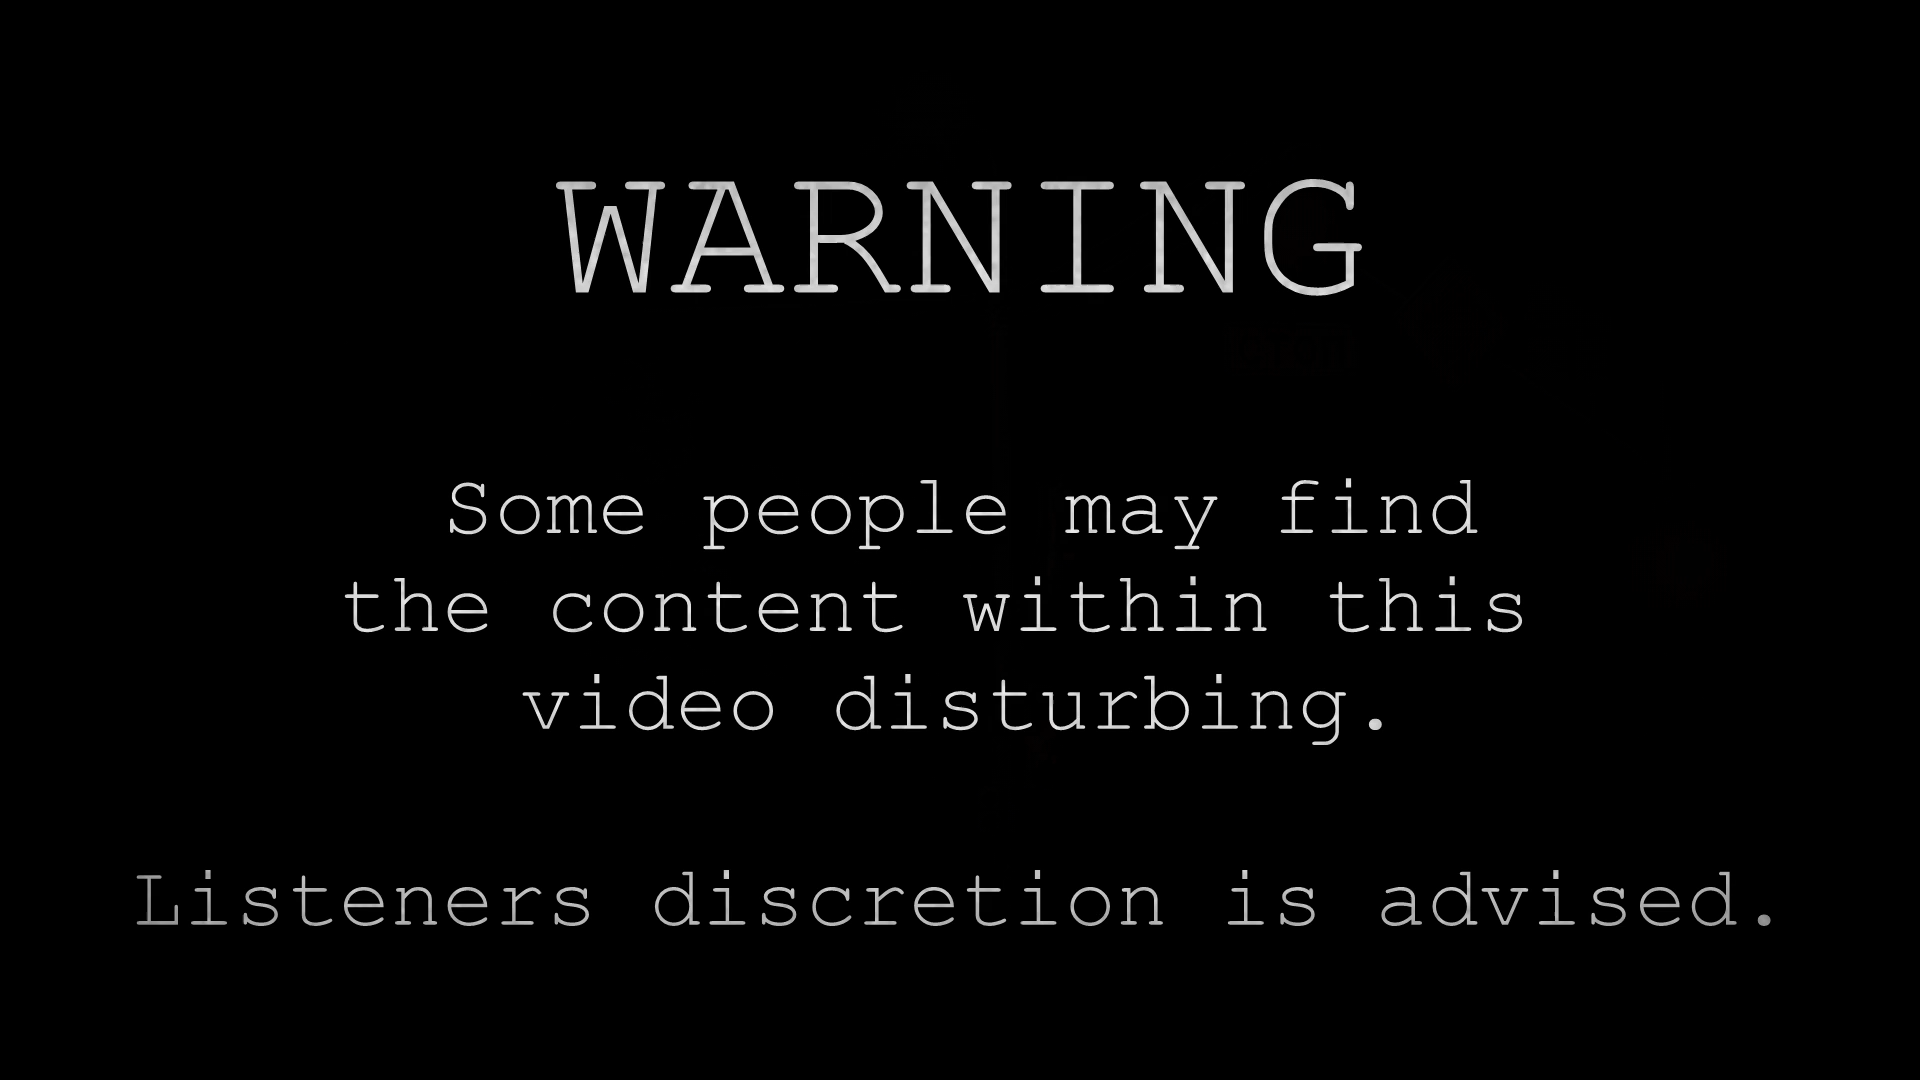 WARNING
Some people may find
the content within this
video disturbing.
Listeners discretion is advised.